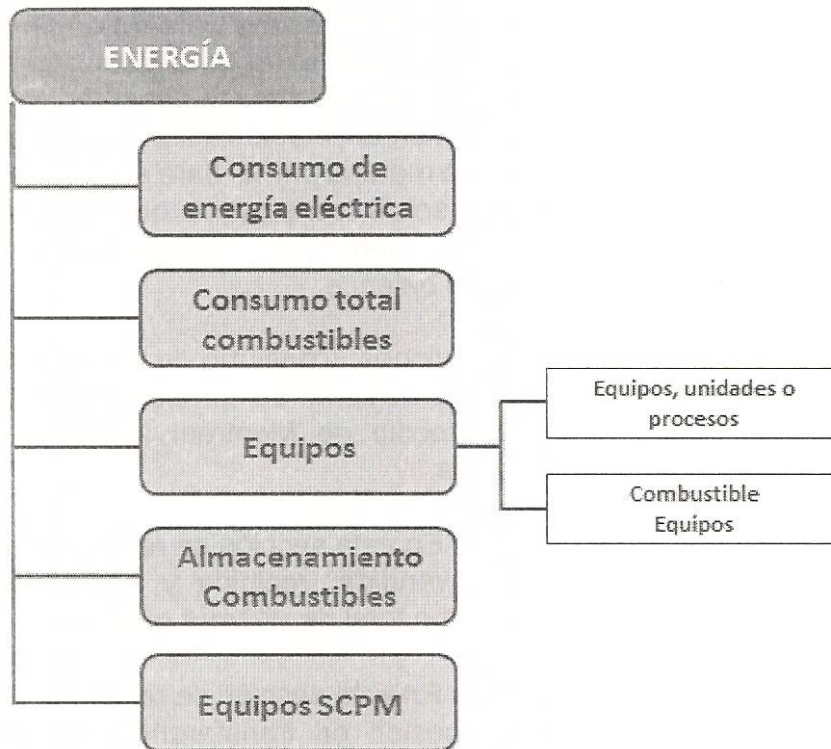 ENERGÍA
Consumo de
energía eléctrica
Consumo total
combustibles
Equipos
Equipos, unidades o
procesos
Combustible
Equipos
Almacenamiento
Combustibles
Equipos SCPM